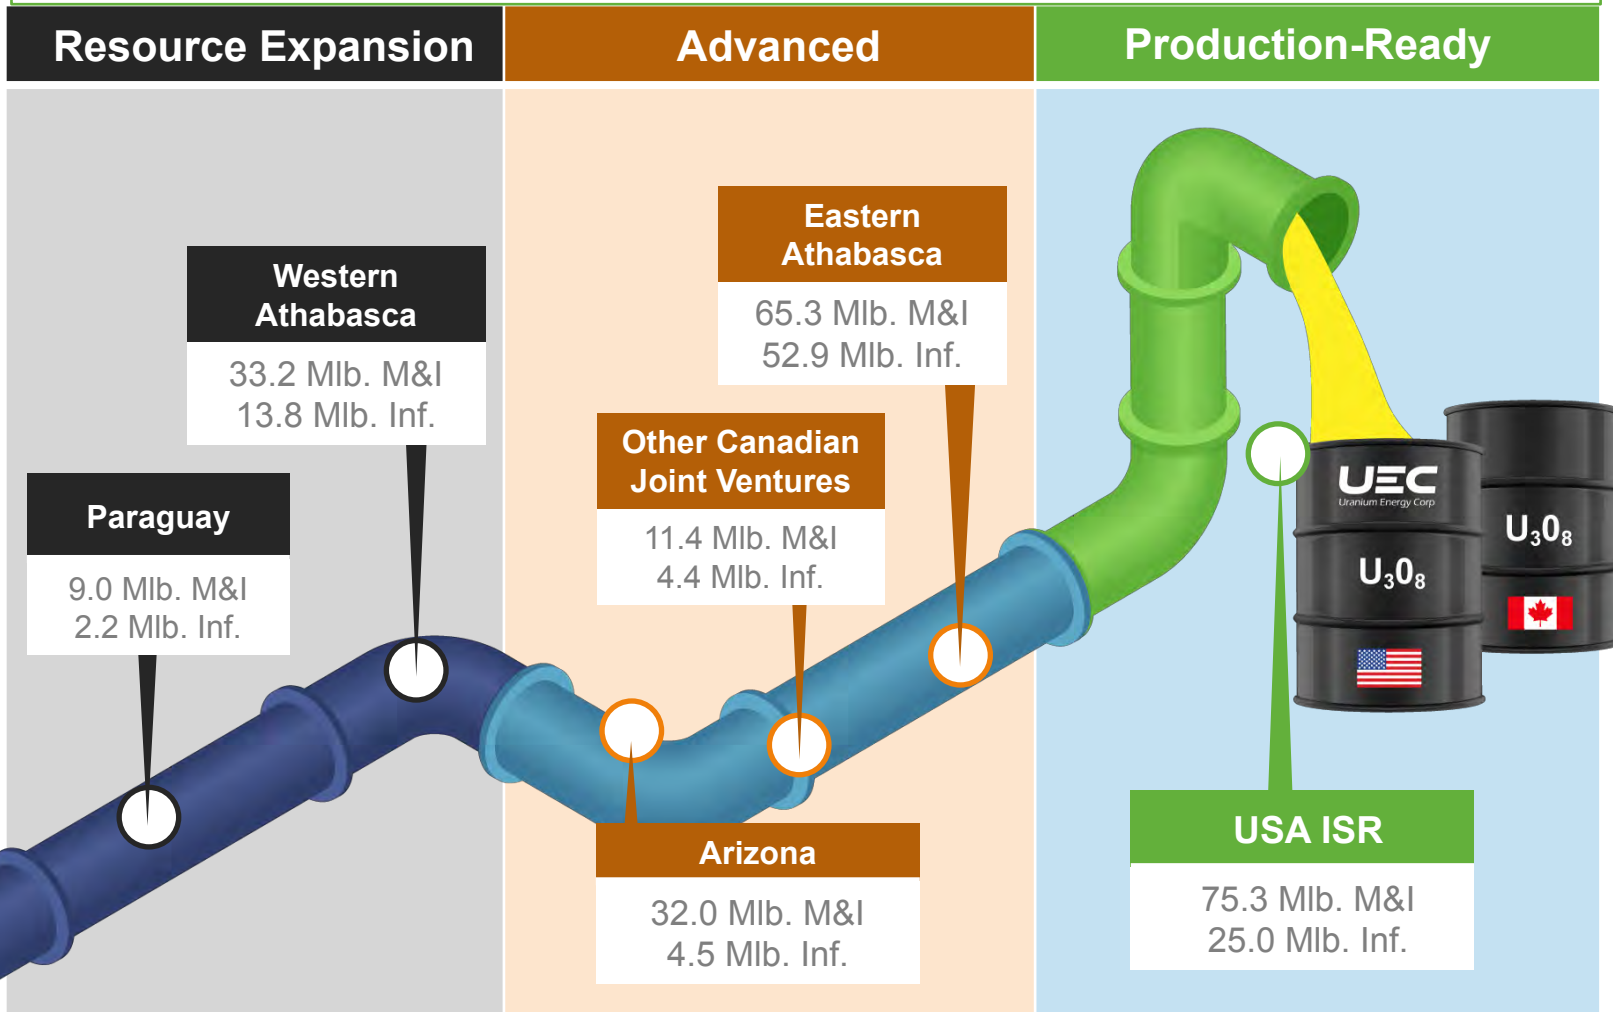 Resource Expansion
Advanced
Production-Ready
Paraguay
9.0 Mlb. M&I
2.2 Mlb. Inf.
Western
Athabasca
33.2 Mlb. M&I
13.8 Mlb. Inf.
Other Canadian
Joint Ventures
11.4 Mlb. M&I
4.4 Mlb. Inf.
Eastern
Athabasca
65.3 Mlb. M&I
52.9 Mlb. Inf.
Arizona
32.0 Mlb. M&I
4.5 Mlb. Inf.
UEC
Uranium Energy Corp
U₃0₈
U₃0₈
USA ISR
75.3 Mlb. M&I
25.0 Mlb. Inf.